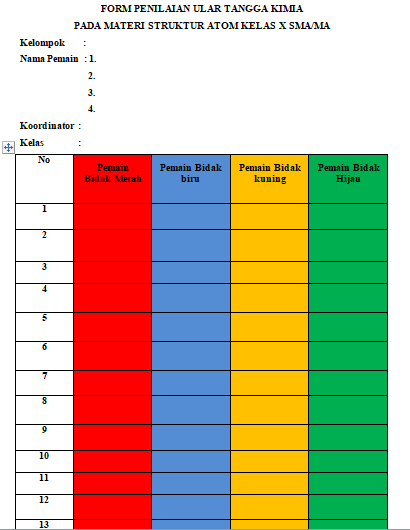 FORM PENILAIAN ULAR TANGGA KIMIA
PADA MATERI STRUKTUR ATOM KELAS X SMA/MA
Kelompok :
Nama Pemain : 1.
2.
3.
4.
Koordinator :
Kelas :
No Pemain Bidak Merah Pemain Bidak biru Pemain Bidak kuning Pemain Bidak Hijau
1
2
3
4
5
6
7
8
9
10
11
12
13